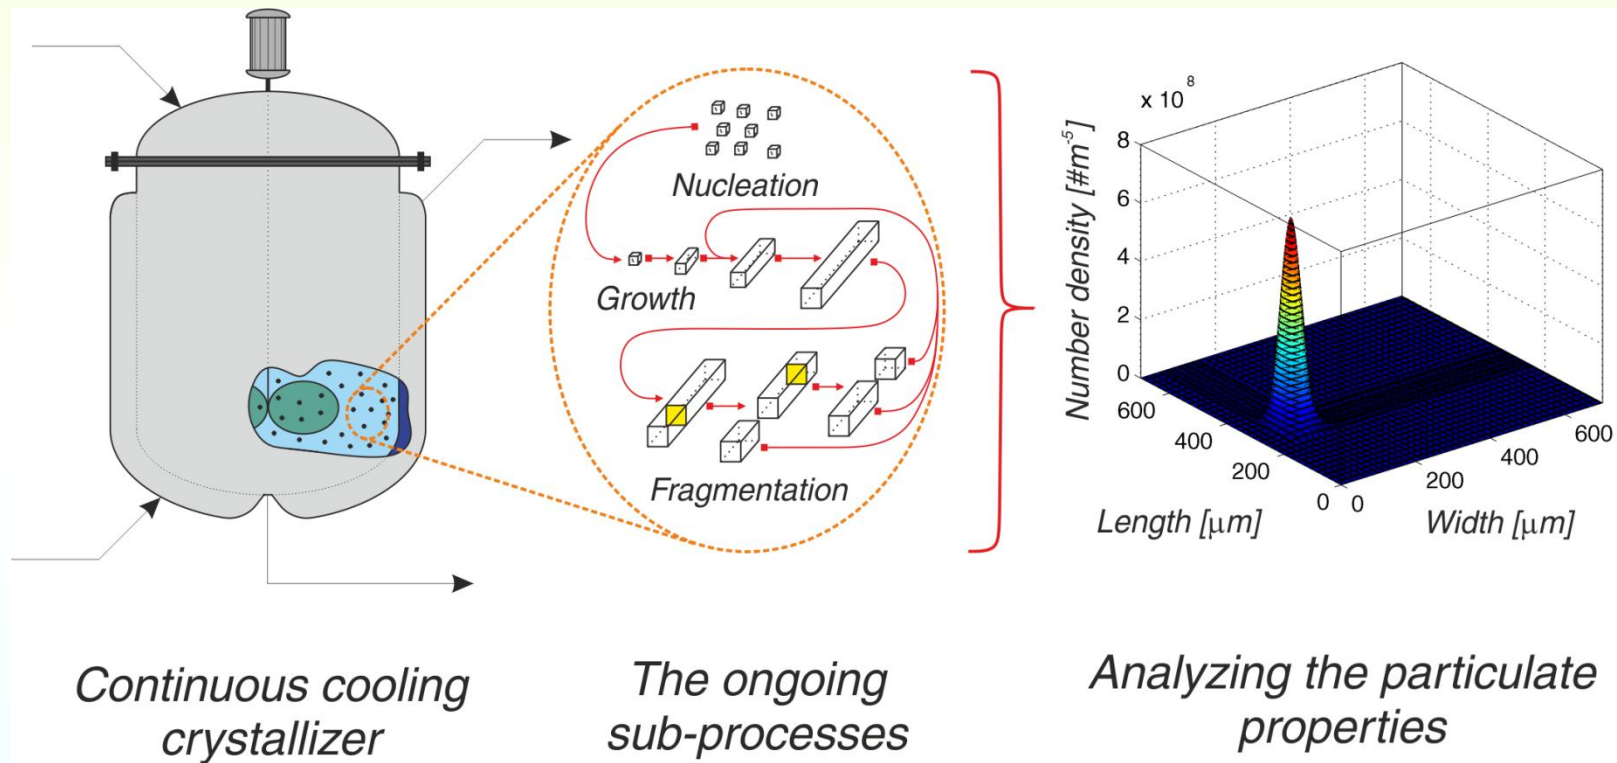 Nucleation
Growth
Fragmentation
x 10 8
Number density [#m-5]
8
6
4
2
0
600
400
200
0
0
200
400
600
Length [μm]
Width [μm]
Continuous cooling
crystallizer
The ongoing
sub-processes
Analyzing the particulate
properties